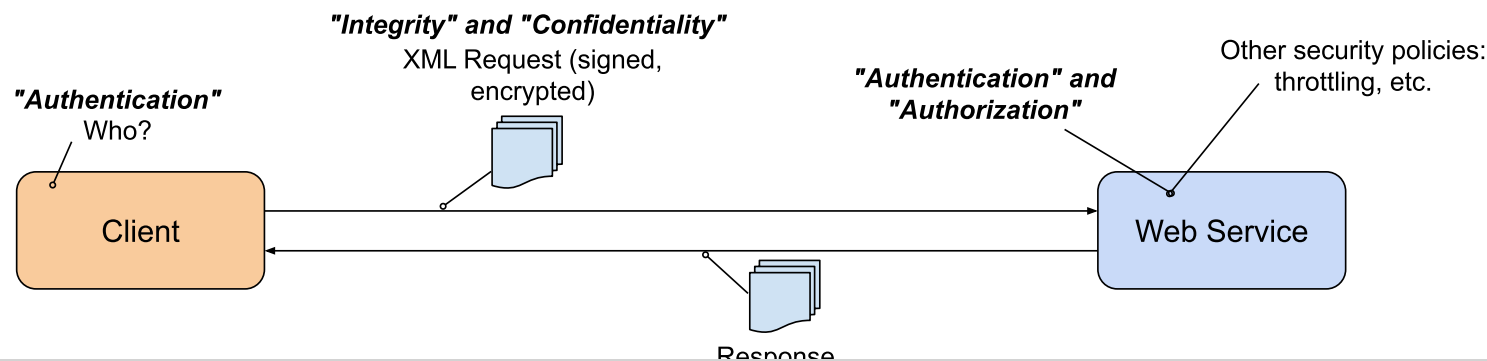 "Integrity" and "Confidentiality"
XML Request (signed,
encrypted)
"Authentication"
Who?
"Authentication" and
"Authorization"
Other security policies:
throttling, etc.
Client
Web Service
Response